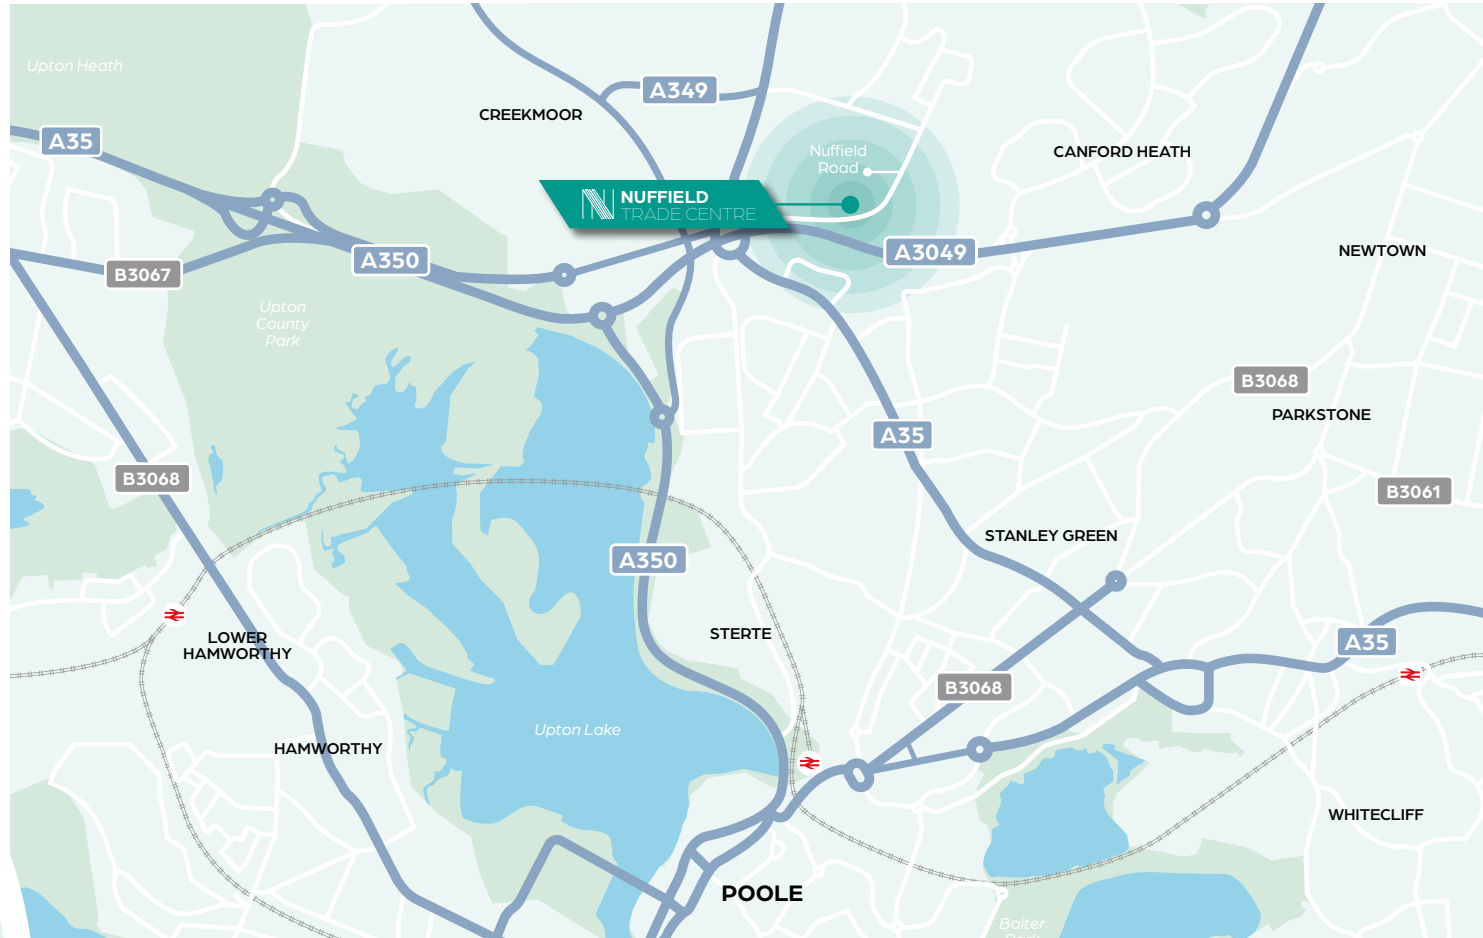 Upton Heath
A349
CREEKMOOR
A35
Nuffield
Road
CANFORD HEATH
NUFFIELD
TRADE CENTRE
A3049
NEWTOWN
A350
B3067
Upton
County
Park
B3068
PARKSTONE
A35
B3068
B3061
STANLEY GREEN
A350
STERTE
LOWER
HAMWORTHY
A35
B3068
Upton Lake
HAMWORTHY
WHITECLIFF
POOLE
Baiter
Park